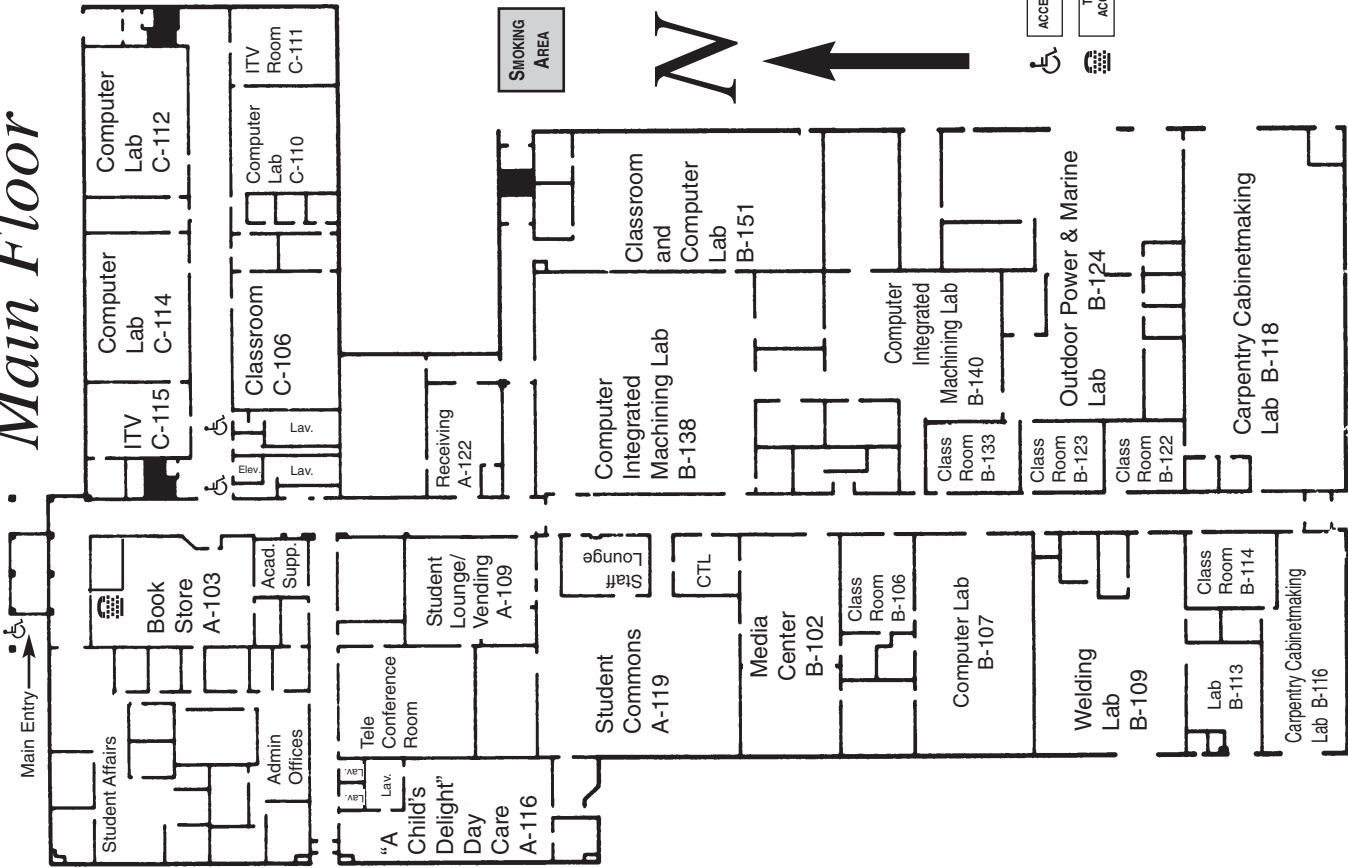 Main Floor
Main Entry
Student Affairs
Admin
Offices
Book
Store
A-103
Acad.
Supp.
ITV
C-115
Computer
Lab
C-114
Computer
Lab
C-112
Elev.
Lav.
Lav.
Classroom
C-106
Computer
Lab
C-110
ITV
Room
C-111
Lav.
Lav.
Lav.
"A
Child's
Delight"
Day
Care
A-116
Tele
Conference
Room
Student
Lounge/
Vending
A-109
Receiving
A-122
SMOKING
AREA
Student
Commons
A-119
Staff
Lounge
CTL
Computer
Integrated
Machining Lab
B-138
Classroom
and
Computer
Lab
B-151
N
Media
Center
B-102
Class
Room
B-106
Computer Lab
B-107
Computer
Integrated
Machining Lab
B-140
Class
Room
B-133
Class
Room
B-123
Class
Room
B-122
Outdoor Power & Marine
Lab B-124
Welding
Lab
B-109
Lab
B-113
Class
Room
B-114
Carpentry Cabinetmaking
Lab B-116
Carpentry Cabinetmaking
Lab B-118
ACCE
T
ACC